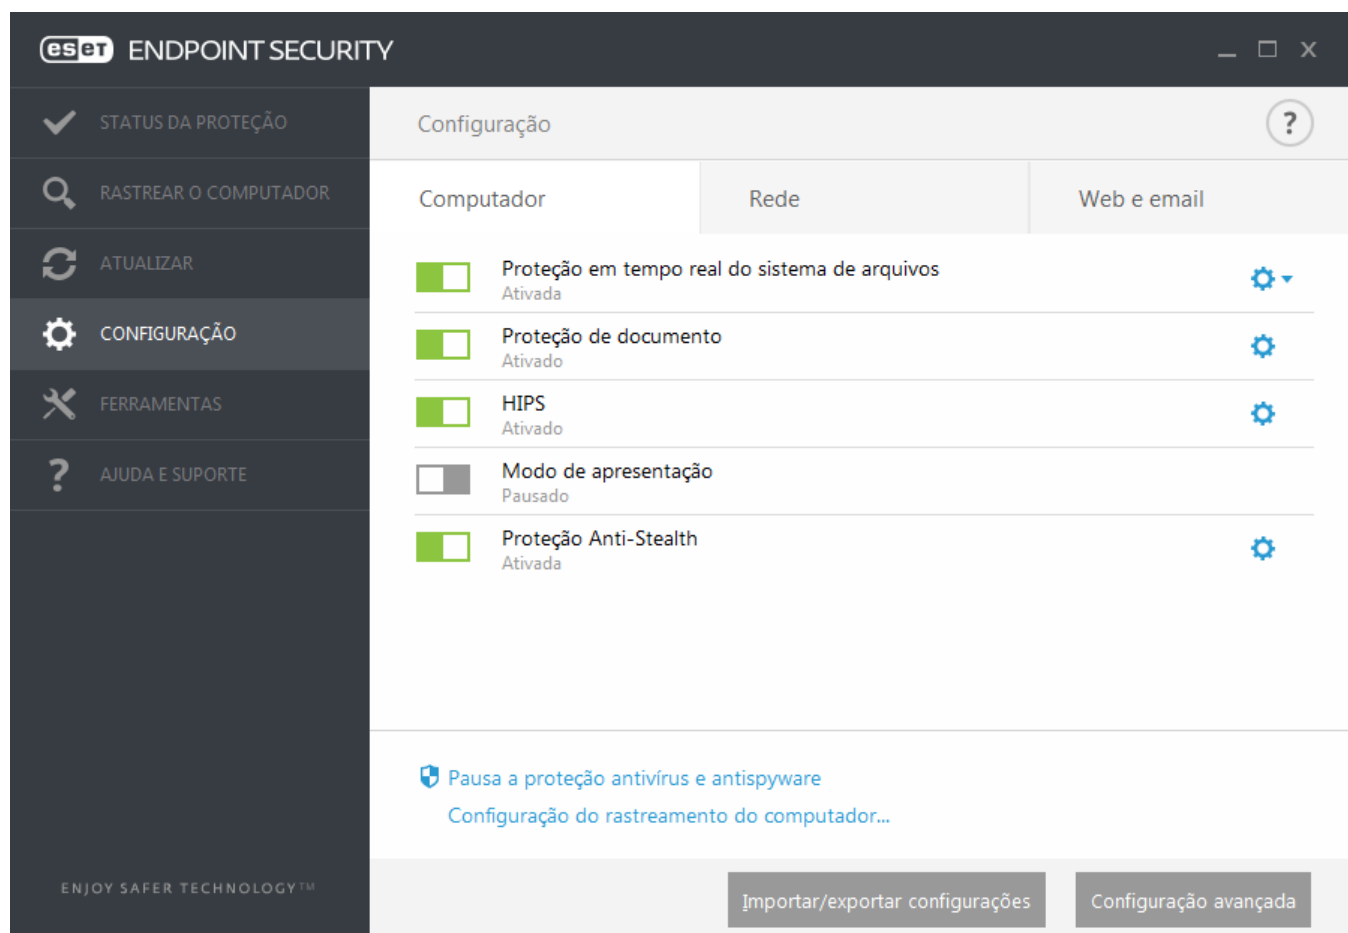 eseT ENDPOINT SECURITY
STATUS DA PROTEÇÃO
RASTREAR O COMPUTADOR
ATUALIZAR
CONFIGURAÇÃO
FERRAMENTAS
AJUDA E SUPORTE
ENJOY SAFER TECHNOLOGY™
Configuração
?
Computador
Rede
Web e email
Proteção em tempo real do sistema de arquivos
Ativada
Proteção de documento
Ativado
HIPS
Ativado
Modo de apresentação
Pausado
Proteção Anti-Stealth
Ativada
Pausa a proteção antivírus e antispyware
Configuração do rastreamento do computador...
Importar/exportar configurações
Configuração avançada